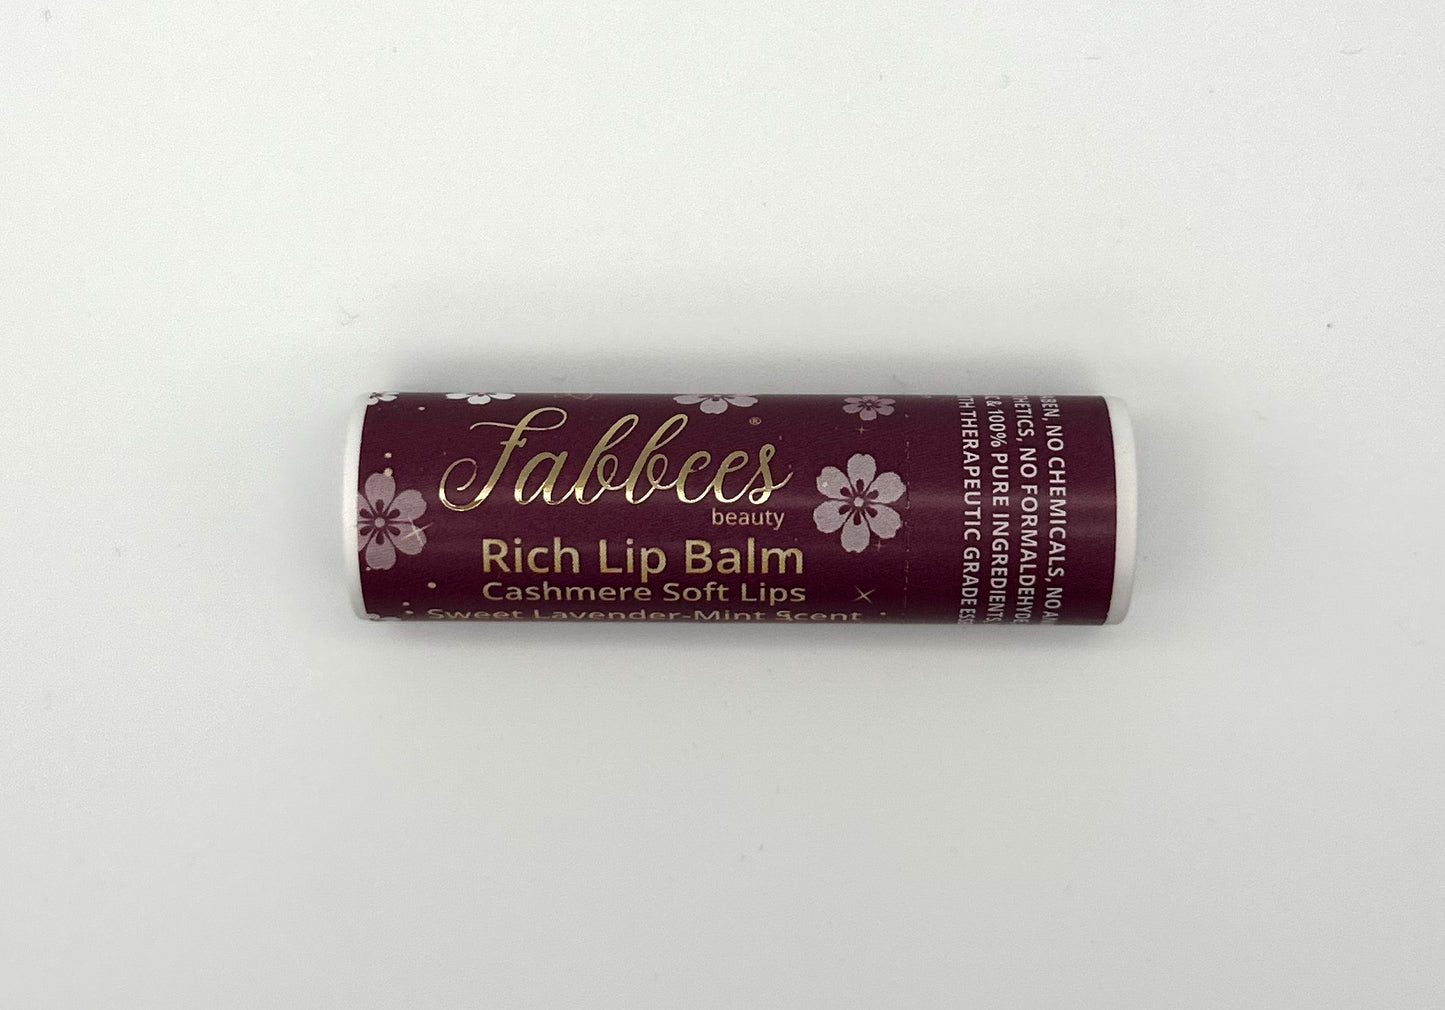 Fabbees®
beauty
Rich Lip Balm
Cashmere Soft Lips
Sweet Lavender-Mint Scent
NO CHEMICALS, NO
NO FORMALDEHYDE
& 100% PURE INGREDIENTS,
THERAPEUTIC GRADE